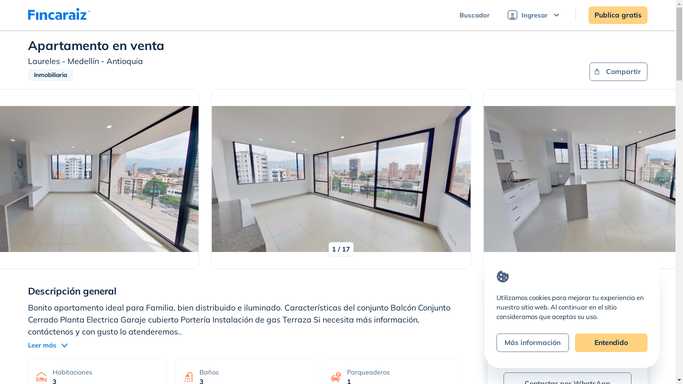 Fincaraiz
Buscador
Ingresar
Publica gratis
Apartamento en venta
Laureles - Medellín - Antioquia
Inmobiliaria
Compartir
1 / 17
Descripción general
Bonito apartamento ideal para Familia, bien distribuido e iluminado. Características del conjunto Balcón Conjunto
Cerrado Planta Electrica Garaje cubierto Portería Instalación de gas Terraza Si necesita más información,
contáctenos y con gusto lo atenderemos..
Leer más
Habitaciones
3
Baños
3
Parqueaderos
1
Utilizamos cookies para mejorar tu experiencia en
nuestro sitio web. Al continuar en el sitio
consideramos que aceptas su uso.
Más información
Entendido
Contactar por WhatsApp